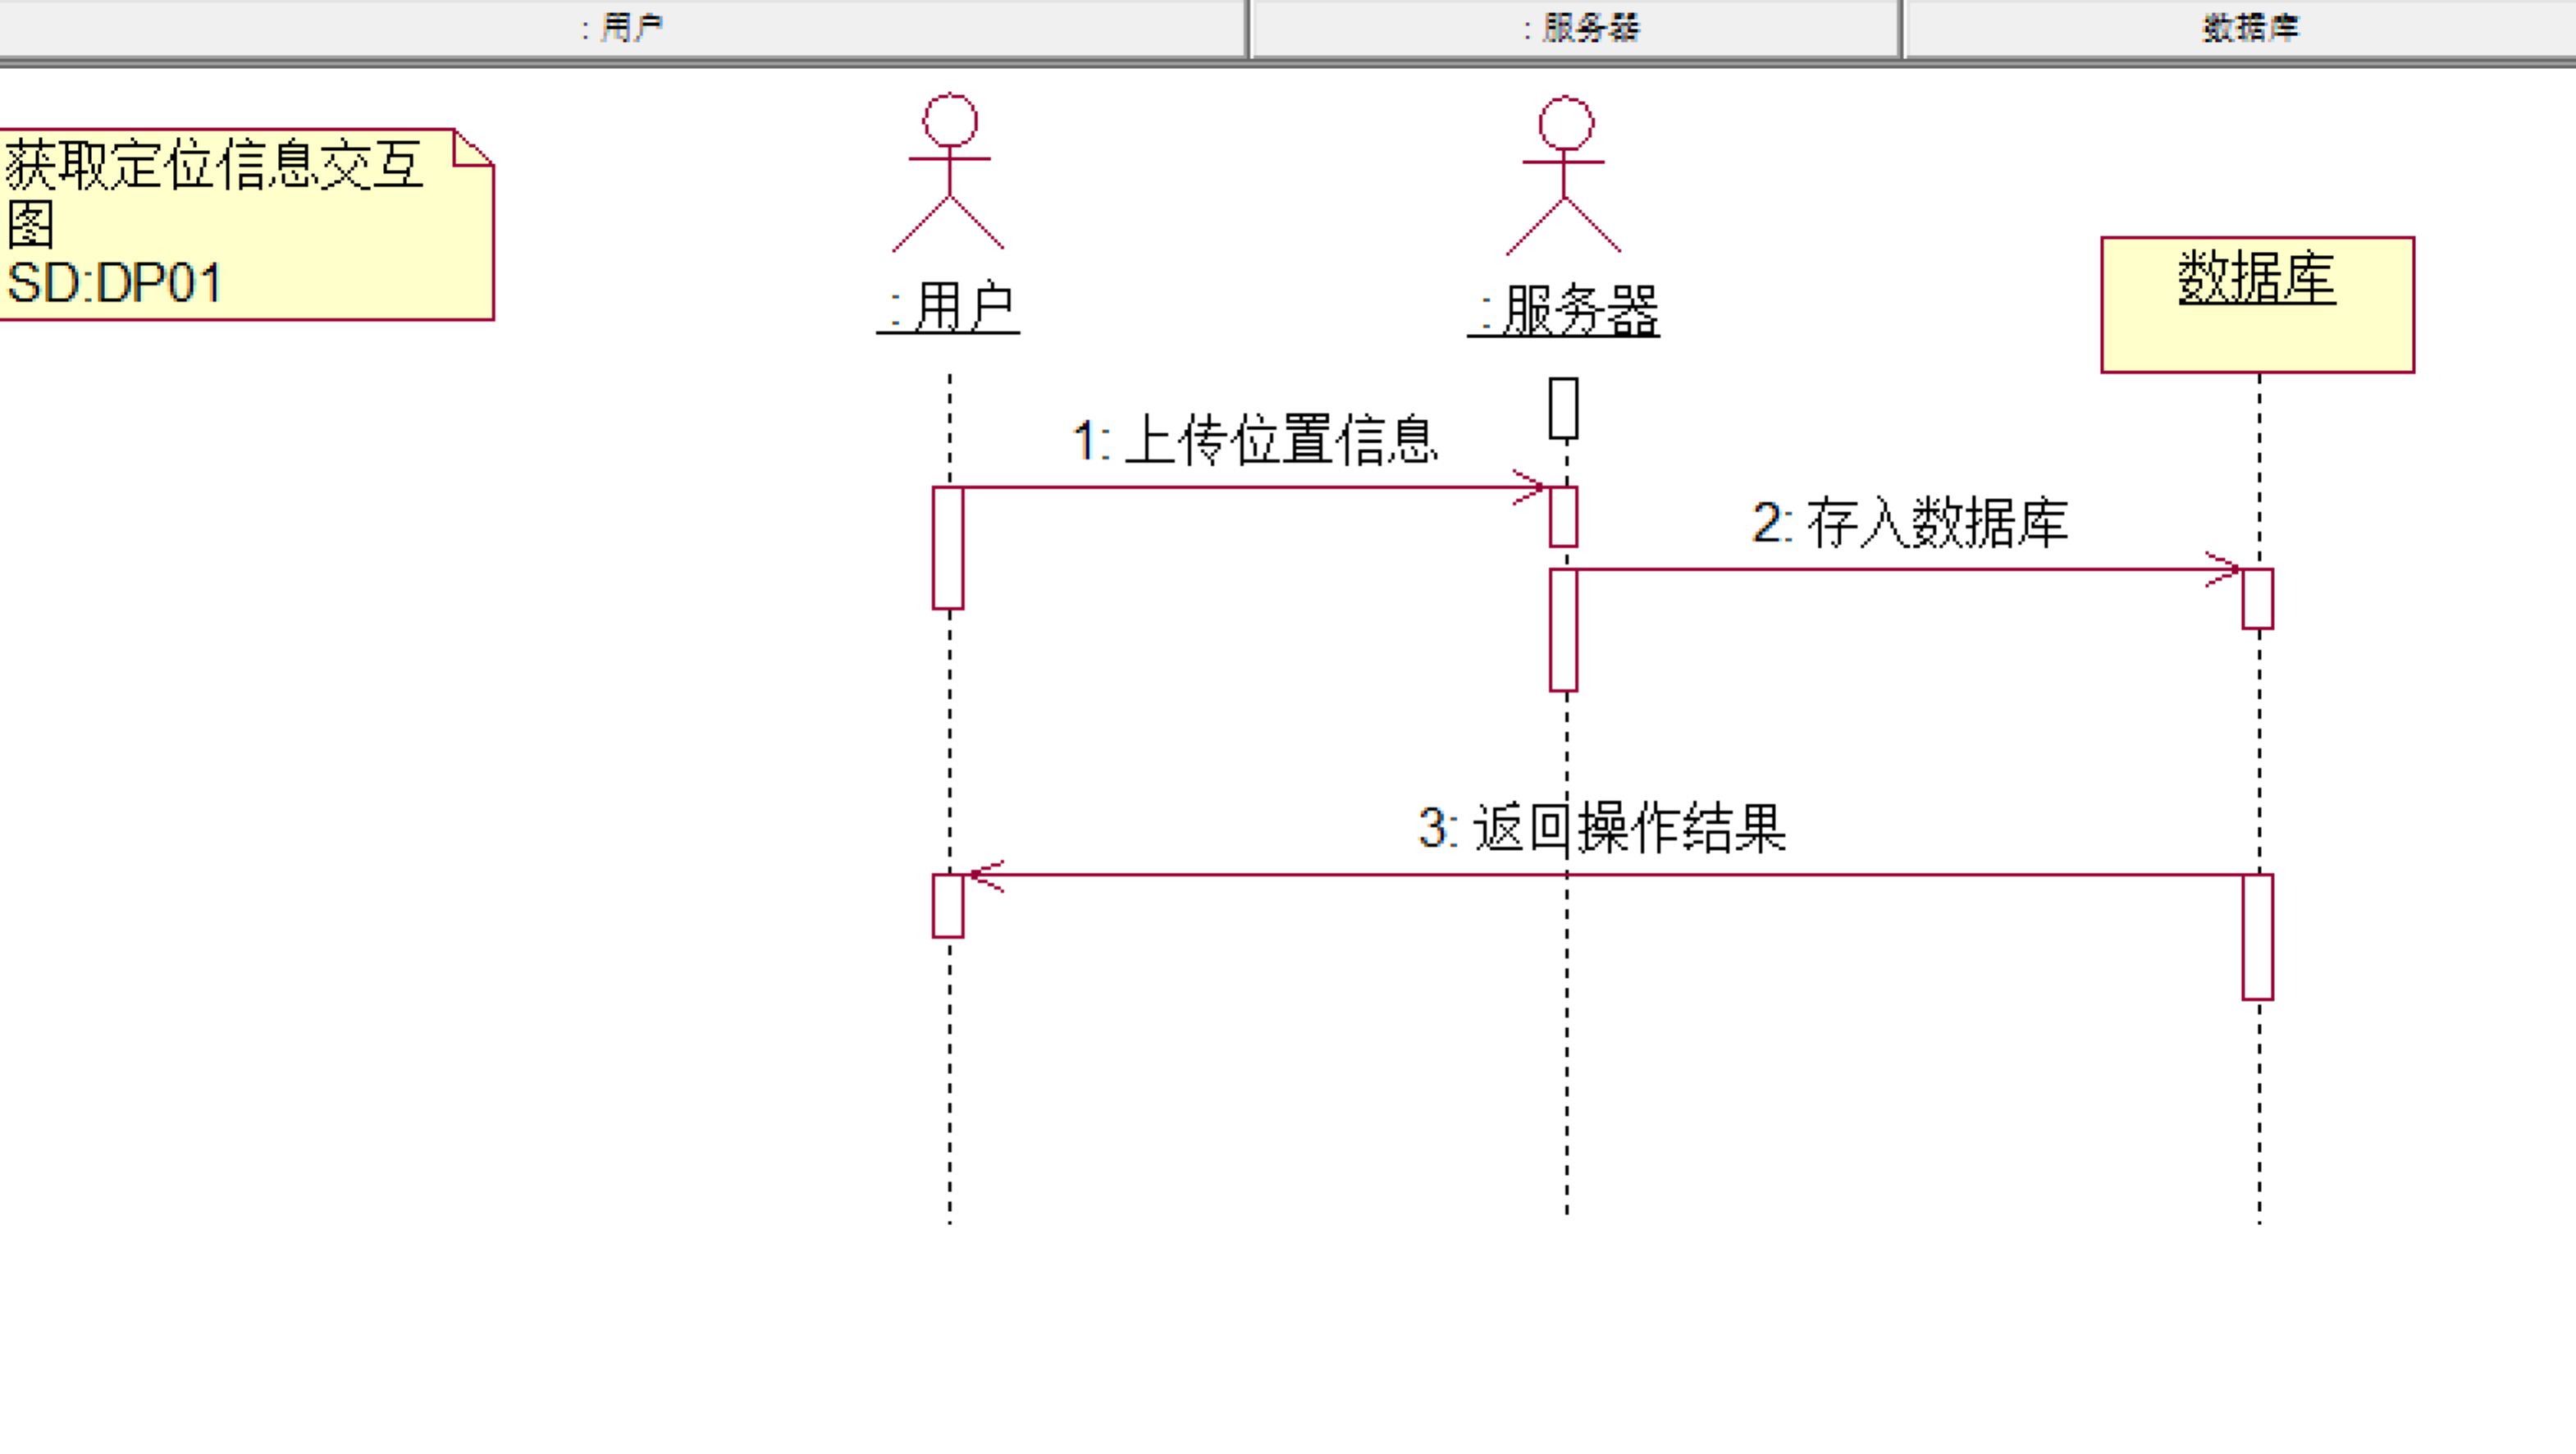 : 用户
: 服务器
数据库
获取定位信息交互
图
SD:DP01
: 用户
: 服务器
数据库
1: 上传位置信息
2: 存入数据库
3: 返回操作结果